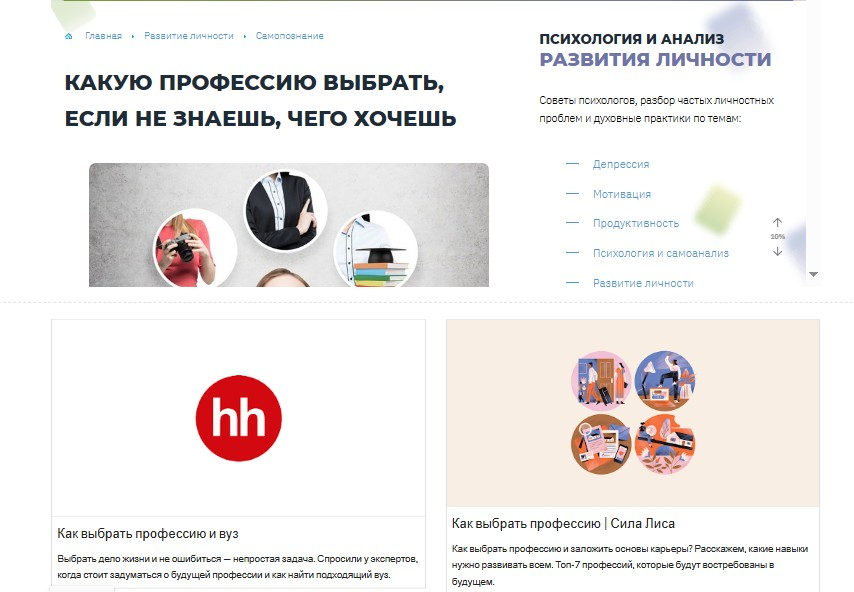 Главная • Развитие личности • Самопознание
КАКУЮ ПРОФЕССИЮ ВЫБРАТЬ,
ЕСЛИ НЕ ЗНАЕШЬ, ЧЕГО ХОЧЕШЬ
ПСИХОЛОГИЯ И АНАЛИЗ
РАЗВИТИЯ ЛИЧНОСТИ
Советы психологов, разбор частых личностных
проблем и духовные практики по темам:
— Депрессия
— Мотивация
— Продуктивность
— Психология и самоанализ
— Развитие личности
10%
hh
Как выбрать профессию и вуз
Выбрать дело жизни и не ошибиться — непростая задача. Спросили у экспертов,
когда стоит задуматься о будущей профессии и как найти подходящий вуз.
Как выбрать профессию | Сила Лиса
Как выбрать профессию и заложить основы карьеры? Расскажем, какие навыки
нужно развивать всем. Топ-7 профессий, которые будут востребованы в
будущем.